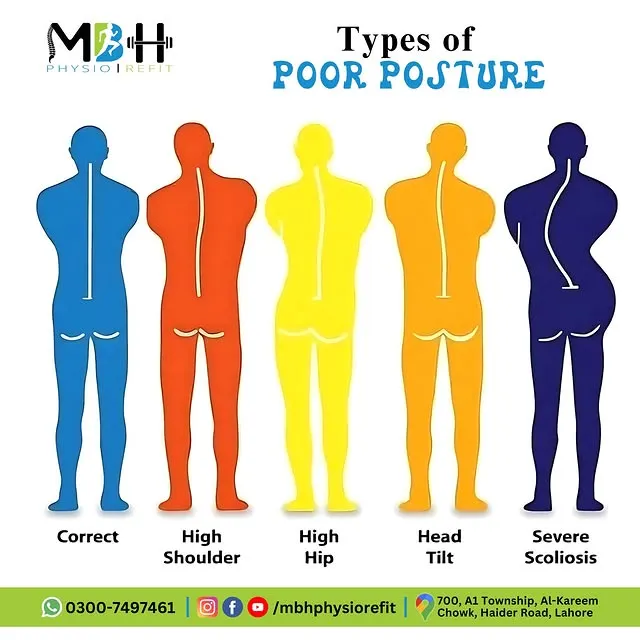 MBH
PHYSIO | REFIT
Types of
POOR POSTURE
Correct
High
Shoulder
High
Hip
Head
Tilt
Severe
Scoliosis
0300-7497461 | /mbhphysiorefit | 700, A1 Township, Al-Kareem
Chowk, Haider Road, Lahore